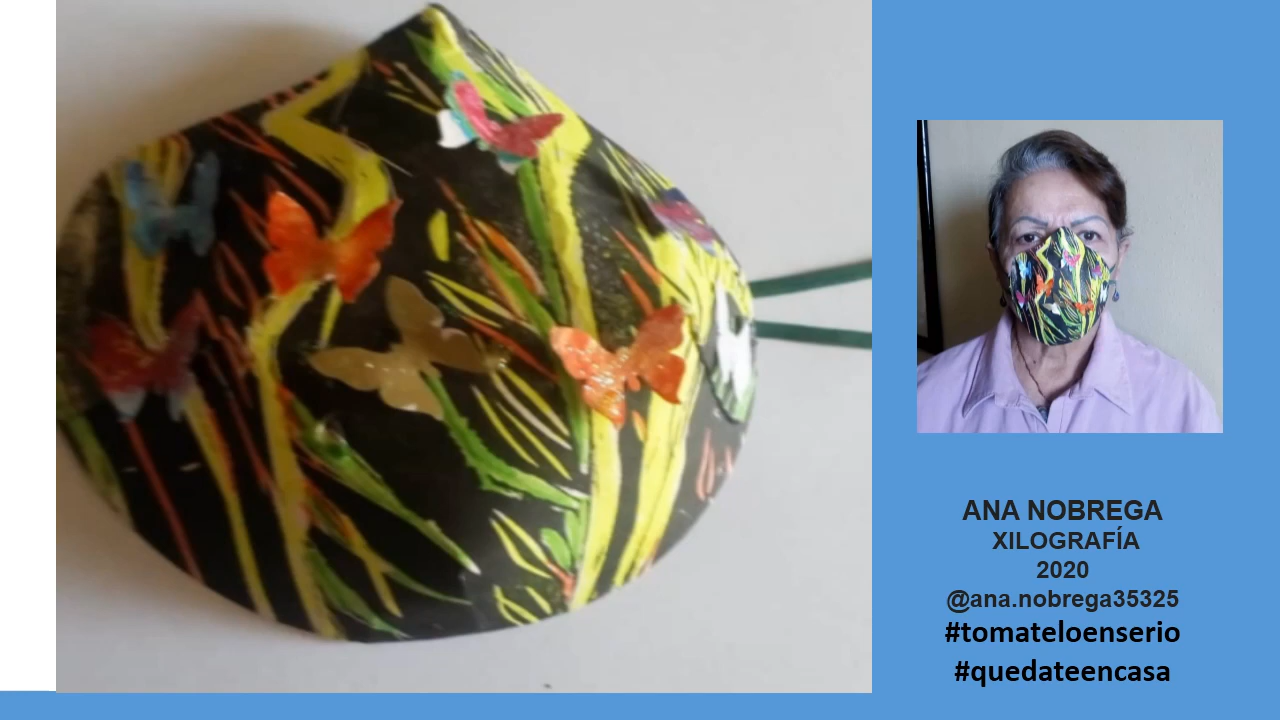 ANA NOBREGA
XILOGRAFÍA
2020
@ana.nobrega35325
#tomateloenserio
#quedateencasa